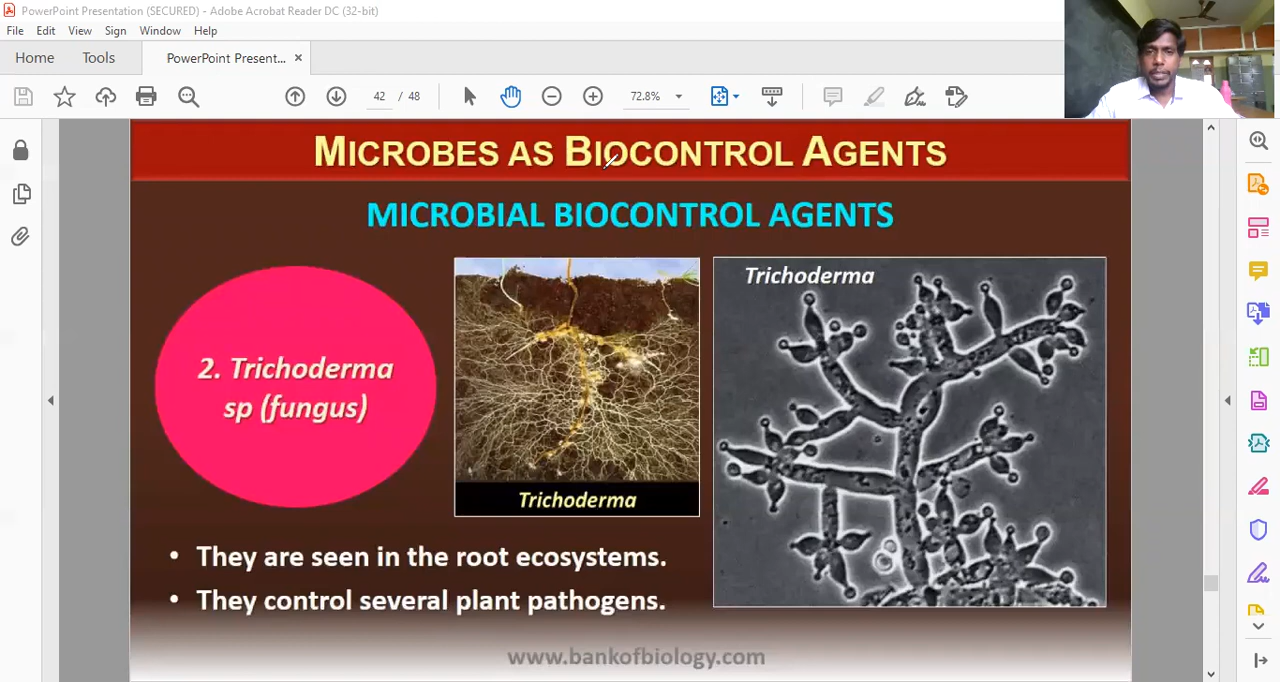 PowerPoint Presentation (SECURED) - Adobe Acrobat Reader DC (32-bit)
File Edit View Sign Window Help
Home Tools PowerPoint Present... ×
42 / 48 72.8%
MICROBES AS BIOCONTROL AGENTS
MICROBIAL BIOCONTROL AGENTS
2. Trichoderma
sp (fungus)
Trichoderma
Trichoderma
• They are seen in the root ecosystems.
• They control several plant pathogens.
www.bankofbiology.com